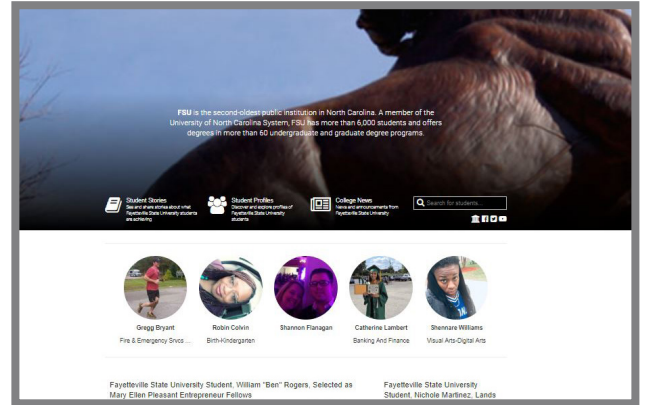 FSU is the second-oldest public institution in North Carolina. A member of the
University of North Carolina System, FSU has more than 6,000 students and offers
degrees in more than 60 undergraduate and graduate degree programs.
Student Stories
See and share stories about what
Fayetteville State University students
are achieving
Student Profiles
Discover and explore profiles of
Fayetteville State University
students
College News
News and announcements from
Fayetteville State University
Search for students...
Gregg Bryant
Fire & Emergency Srvcs ...
Robin Colvin
Birth-Kindergarten
Shannon Flanagan
Catherine Lambert
Banking And Finance
Shennare Williams
Visual Arts-Digital Arts
Fayetteville State University Student, William "Ben" Rogers, Selected as
Mary Ellen Pleasant Entrepreneur Fellows
Fayetteville State University
Student, Nichole Martinez, Lands